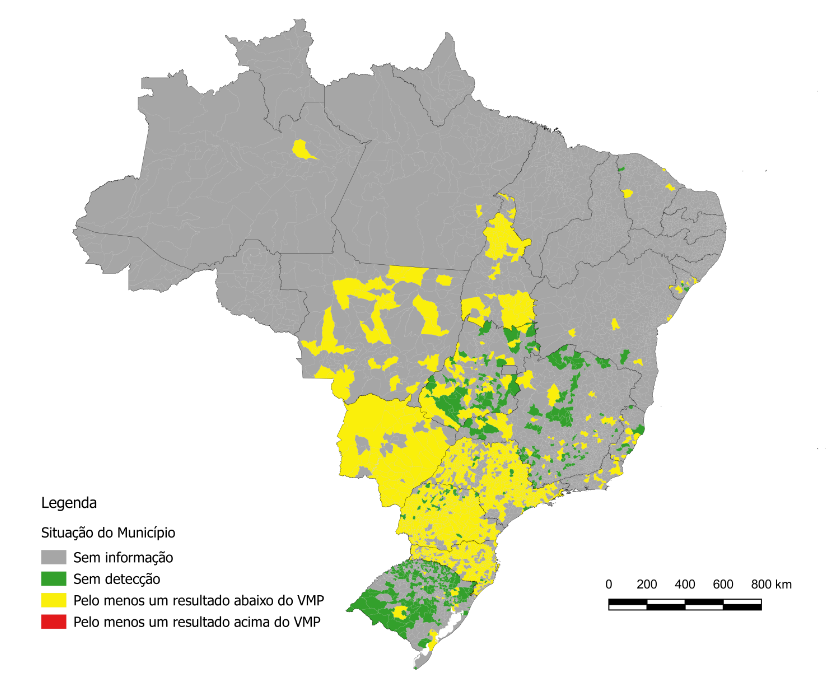 Legenda
Situação do Município
Sem informação
Sem detecção
Pelo menos um resultado abaixo do VMP
Pelo menos um resultado acima do VMP
0 200 400 600 800 km